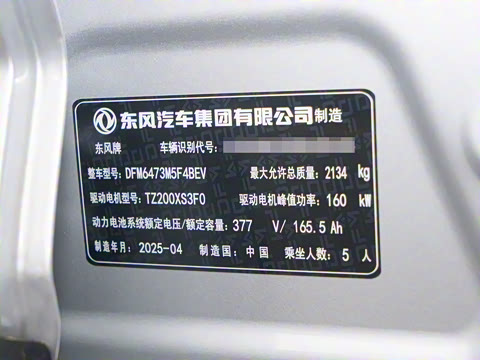 东风汽车集团有限公司制造
东风牌 车辆识别代号:
整车型号: DFM6473M5F4BEV 最大允许总质量: 2134 kg
驱动电机型号: TZ200XS3F0 驱动电机峰值功率: 160 kW
动力电池系统额定电压/额定容量: 377 V/ 165.5 Ah
制造年月: 2025-04 制造国: 中国 乘坐人数: 5 人